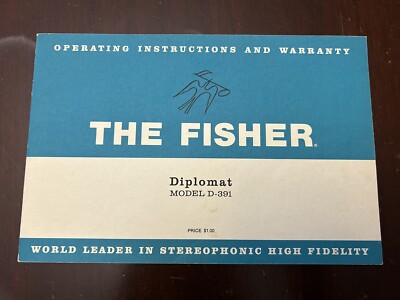 OPERATING INSTRUCTIONS AND WARRANTY
THE FISHER®
Diplomat
MODEL D-391
PRICE $1.00
WORLD LEADER IN STEREOPHONIC HIGH FIDELITY